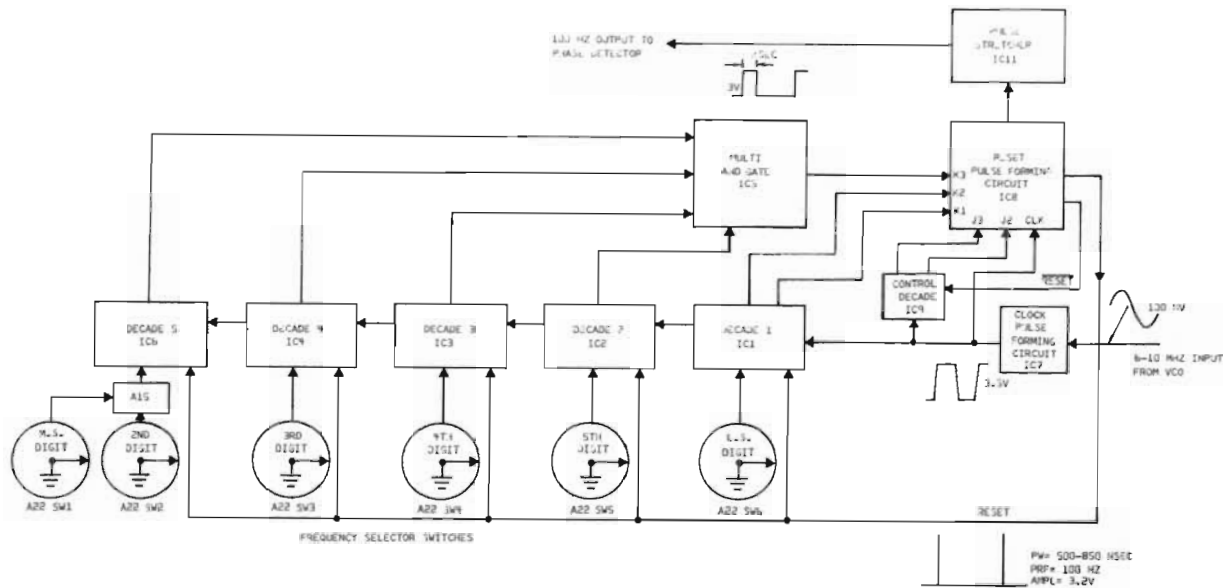 100 HZ OUTPUT TO
PHASE DETECTOR
PULSE
STRETCHER
IC11
3V
MULTI
AND GATE
IC5
RESET
PULSE FORMING
CIRCUIT
IC8
K3
K2
K1
J3 J2 CLK
CONTROL
DECADE
IC9
RESET
CLOCK
PULSE
FORMING
CIRCUIT
IC7
100 MV
6-10 MHZ INPUT
FROM VCO
3.5V
DECADE 5
IC6
DECADE 4
IC4
DECADE 3
IC3
DECADE 2
IC2
DECADE 1
IC1
A15
M.S.
DIGIT
2ND
DIGIT
3RD
DIGIT
4TH
DIGIT
5TH
DIGIT
L.S.
DIGIT
A22 SW1
A22 SW2
A22 SW3
A22 SW4
A22 SW5
A22 SW6
RESET
FREQUENCY SELECTOR SWITCHES
PW= 500-850 NSEC
PRF= 100 HZ
AMPL= 3.2V